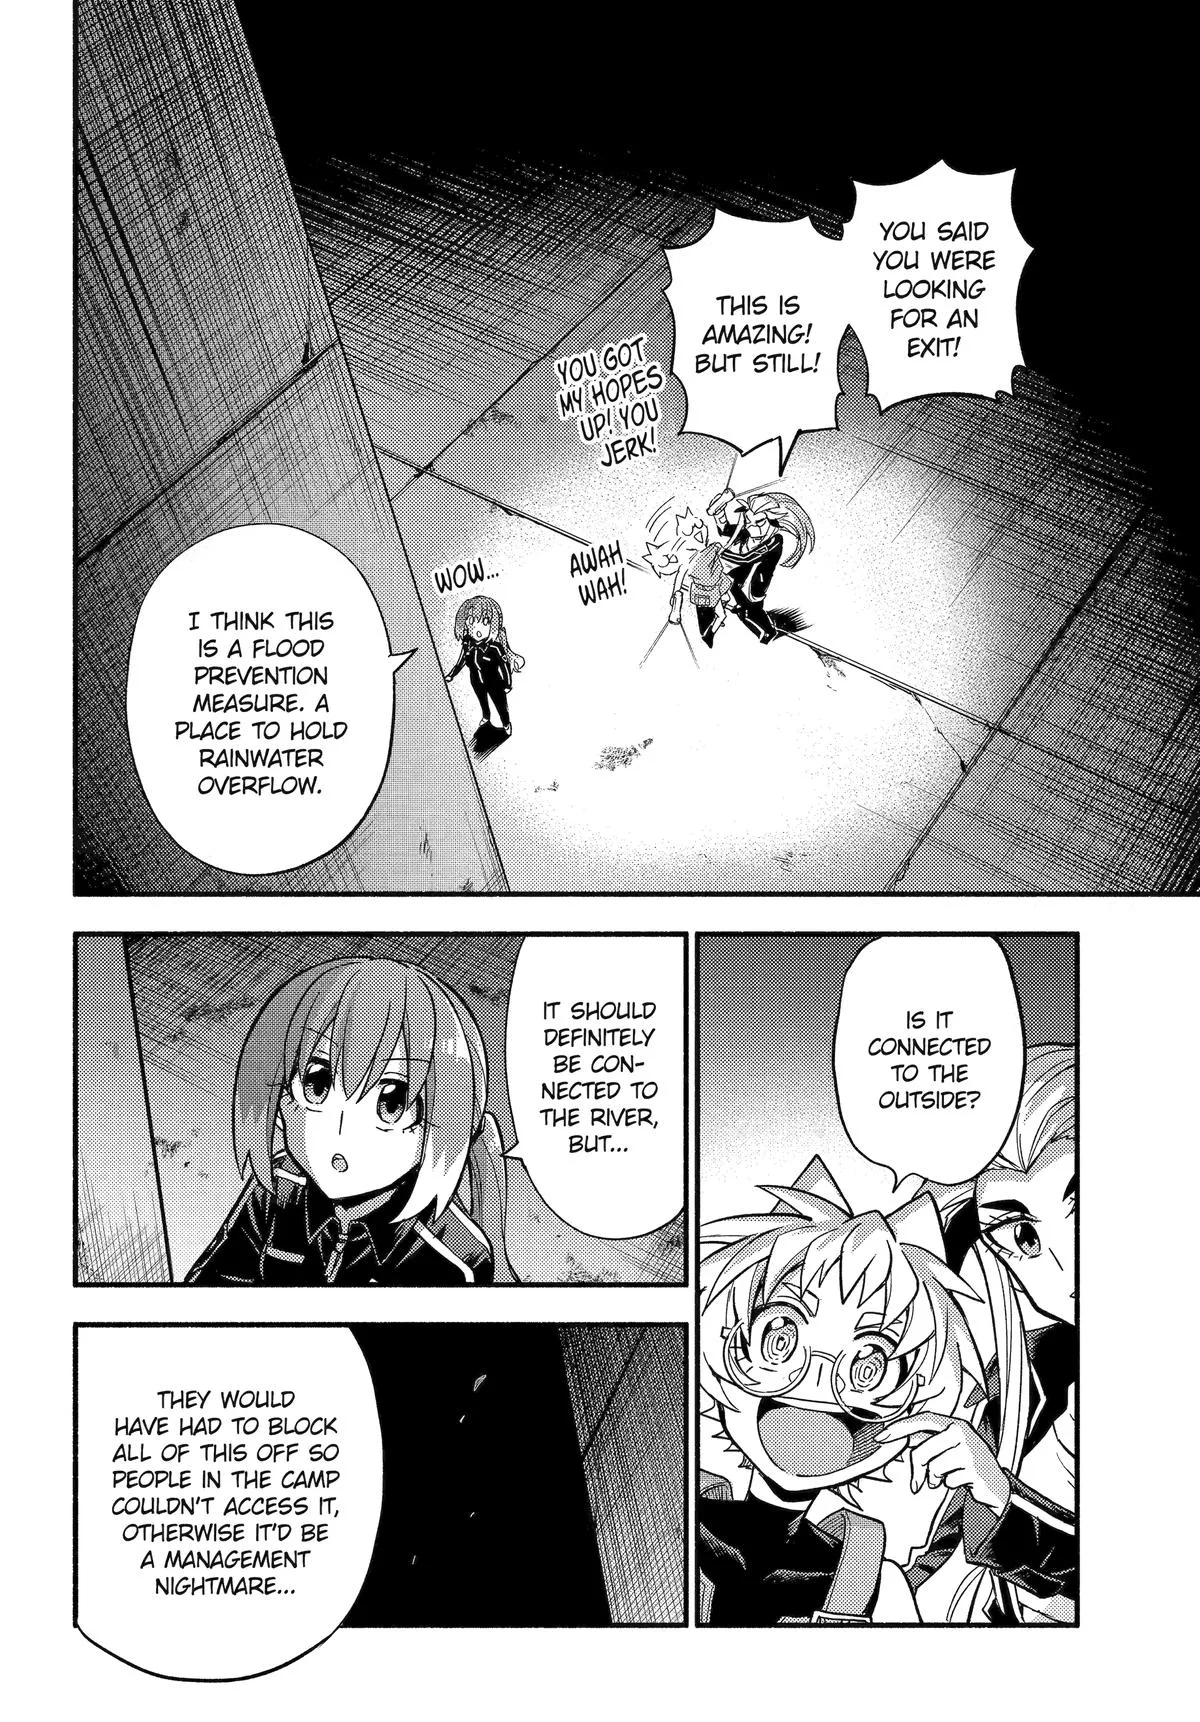 YOU SAID
YOU WERE
LOOKING
FOR AN
EXIT!
THIS IS
AMAZING!
BUT STILL!
YOU GOT
MY HOPES
UP! YOU
JERK!
AWAH
WAH!
WOW...
I THINK THIS
IS A FLOOD
PREVENTION
MEASURE. A
PLACE TO HOLD
RAINWATER
OVERFLOW.
IS IT
CONNECTED
TO THE
OUTSIDE?
IT SHOULD
DEFINITELY
BE CON-
NECTED TO
THE RIVER,
BUT...
THEY WOULD
HAVE HAD TO BLOCK
ALL OF THIS OFF SO
PEOPLE IN THE CAMP
COULDN'T ACCESS IT,
OTHERWISE IT'D BE
A MANAGEMENT
NIGHTMARE...